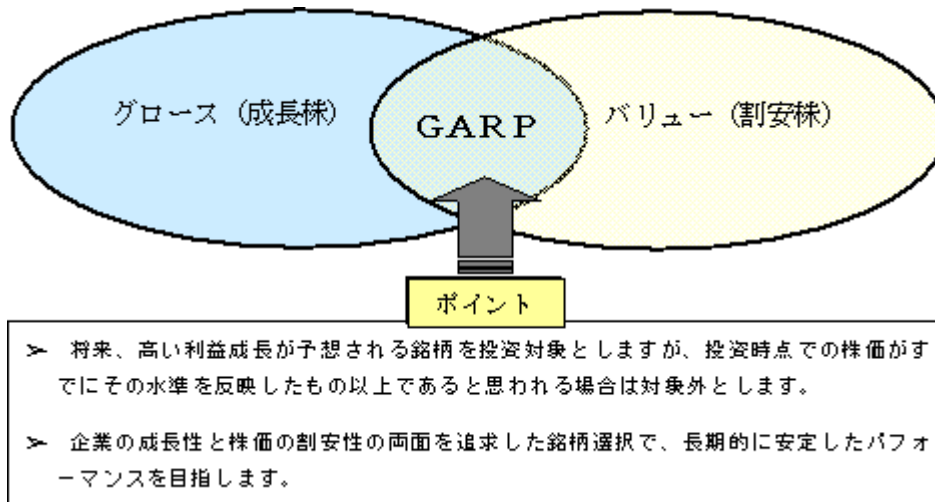 グロース（成長株）
GARP
バリュー（割安株）
ポイント
➢ 将来、高い利益成長が予想される銘柄を投資対象としますが、投資時点での株価がす
でにその水準を反映したもの以上であると思われる場合は対象外とします。
➢ 企業の成長性と株価の割安性の両面を追求した銘柄選択で、長期的に安定したパフォ
ーマンスを目指します。